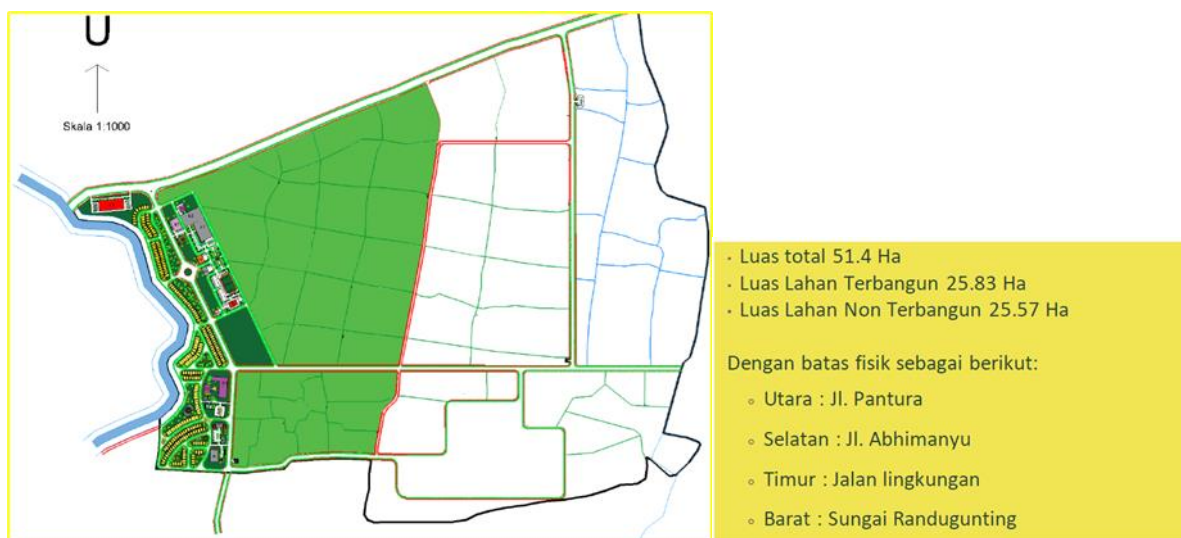 U
Skala 1:1000
• Luas total 51.4 Ha
• Luas Lahan Terbangun 25.83 Ha
• Luas Lahan Non Terbangun 25.57 Ha
Dengan batas fisik sebagai berikut:
○ Utara : Jl. Pantura
○ Selatan : Jl. Abhimanyu
○ Timur : Jalan lingkungan
○ Barat : Sungai Randugunting